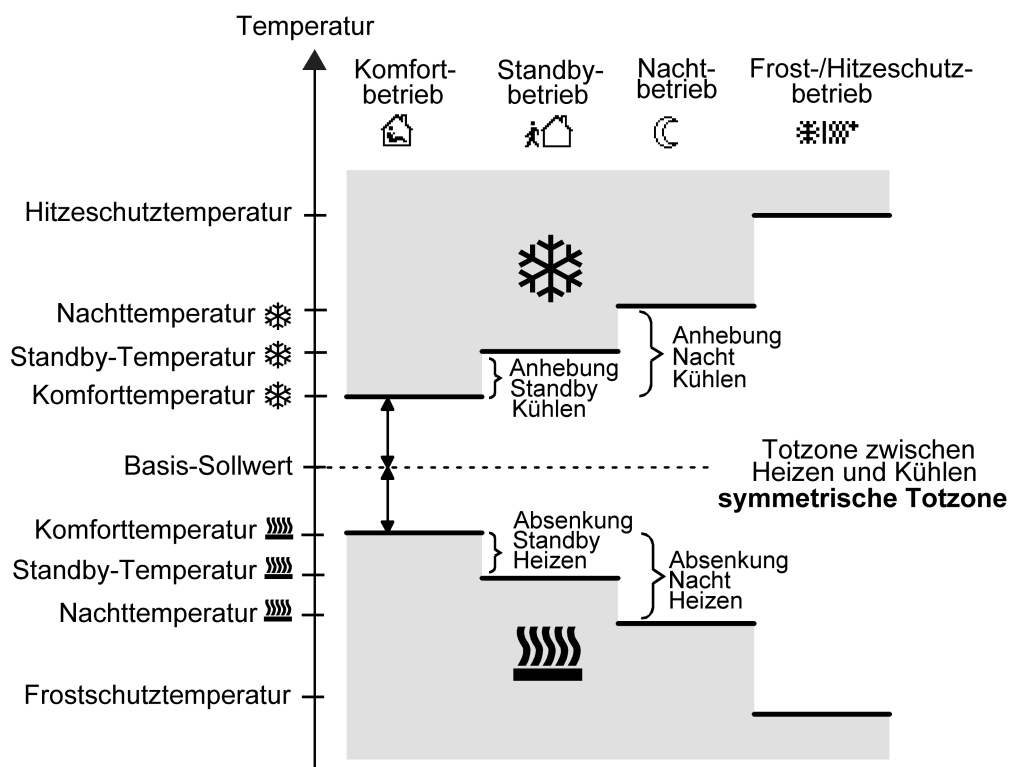 Temperatur
Komfort-
betrieb
Standby-
betrieb
Nacht-
betrieb
Frost-/Hitzeschutz-
betrieb
Hitzeschutztemperatur
Nachttemperatur
Standby-Temperatur
Komforttemperatur
Anhebung
Nacht
Kühlen
Anhebung
Standby
Kühlen
Basis-Sollwert
Totzone zwischen
Heizen und Kühlen
symmetrische Totzone
Komforttemperatur
Standby-Temperatur
Nachttemperatur
Absenkung
Standby
Heizen
Absenkung
Nacht
Heizen
Frostschutztemperatur